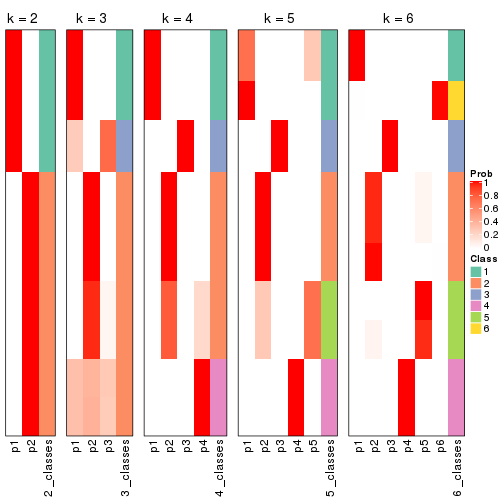 k = 2
k = 3
k = 4
k = 5
k = 6
Prob
1
0.8
0.6
0.4
0.2
0
Class
1
2
3
4
5
6
p1
p2
2_classes
p1
p2
p3
3_classes
p1
p2
p3
p4
4_classes
p1
p2
p3
p4
p5
5_classes
p1
p2
p3
p4
p5
p6
6_classes